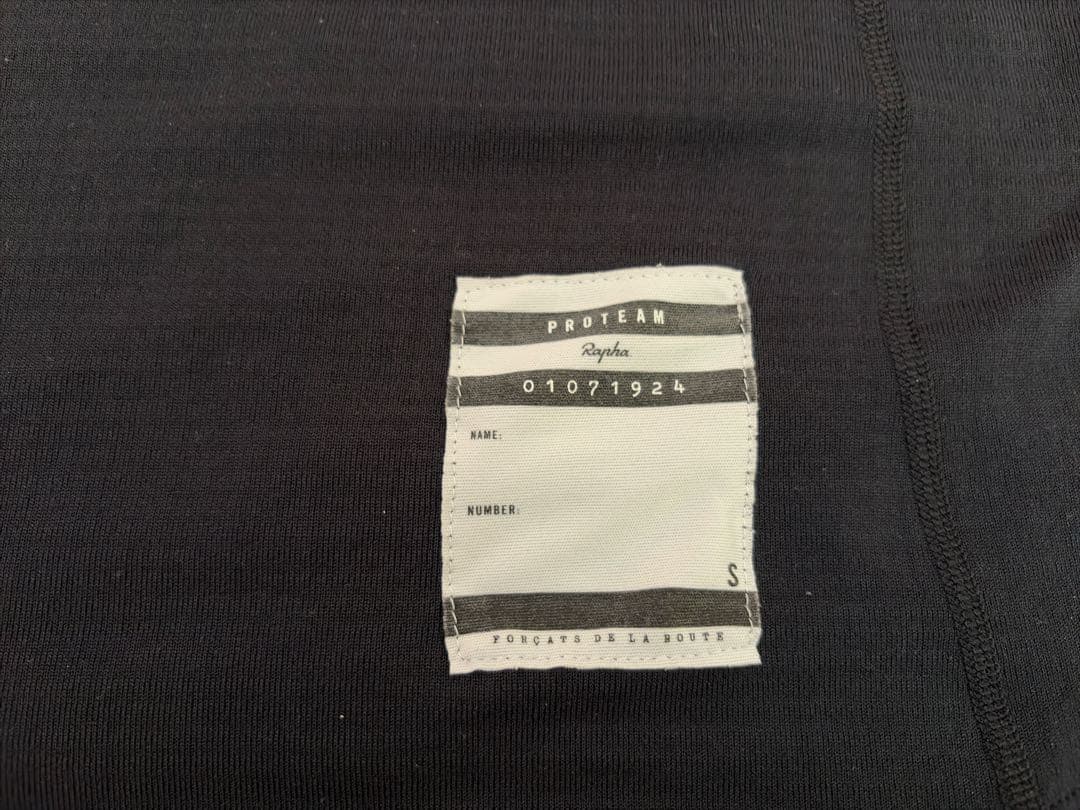 PROTEAM
Rapha
01071924
NAME:
NUMBER:
S
FORÇATS DE LA ROUTE